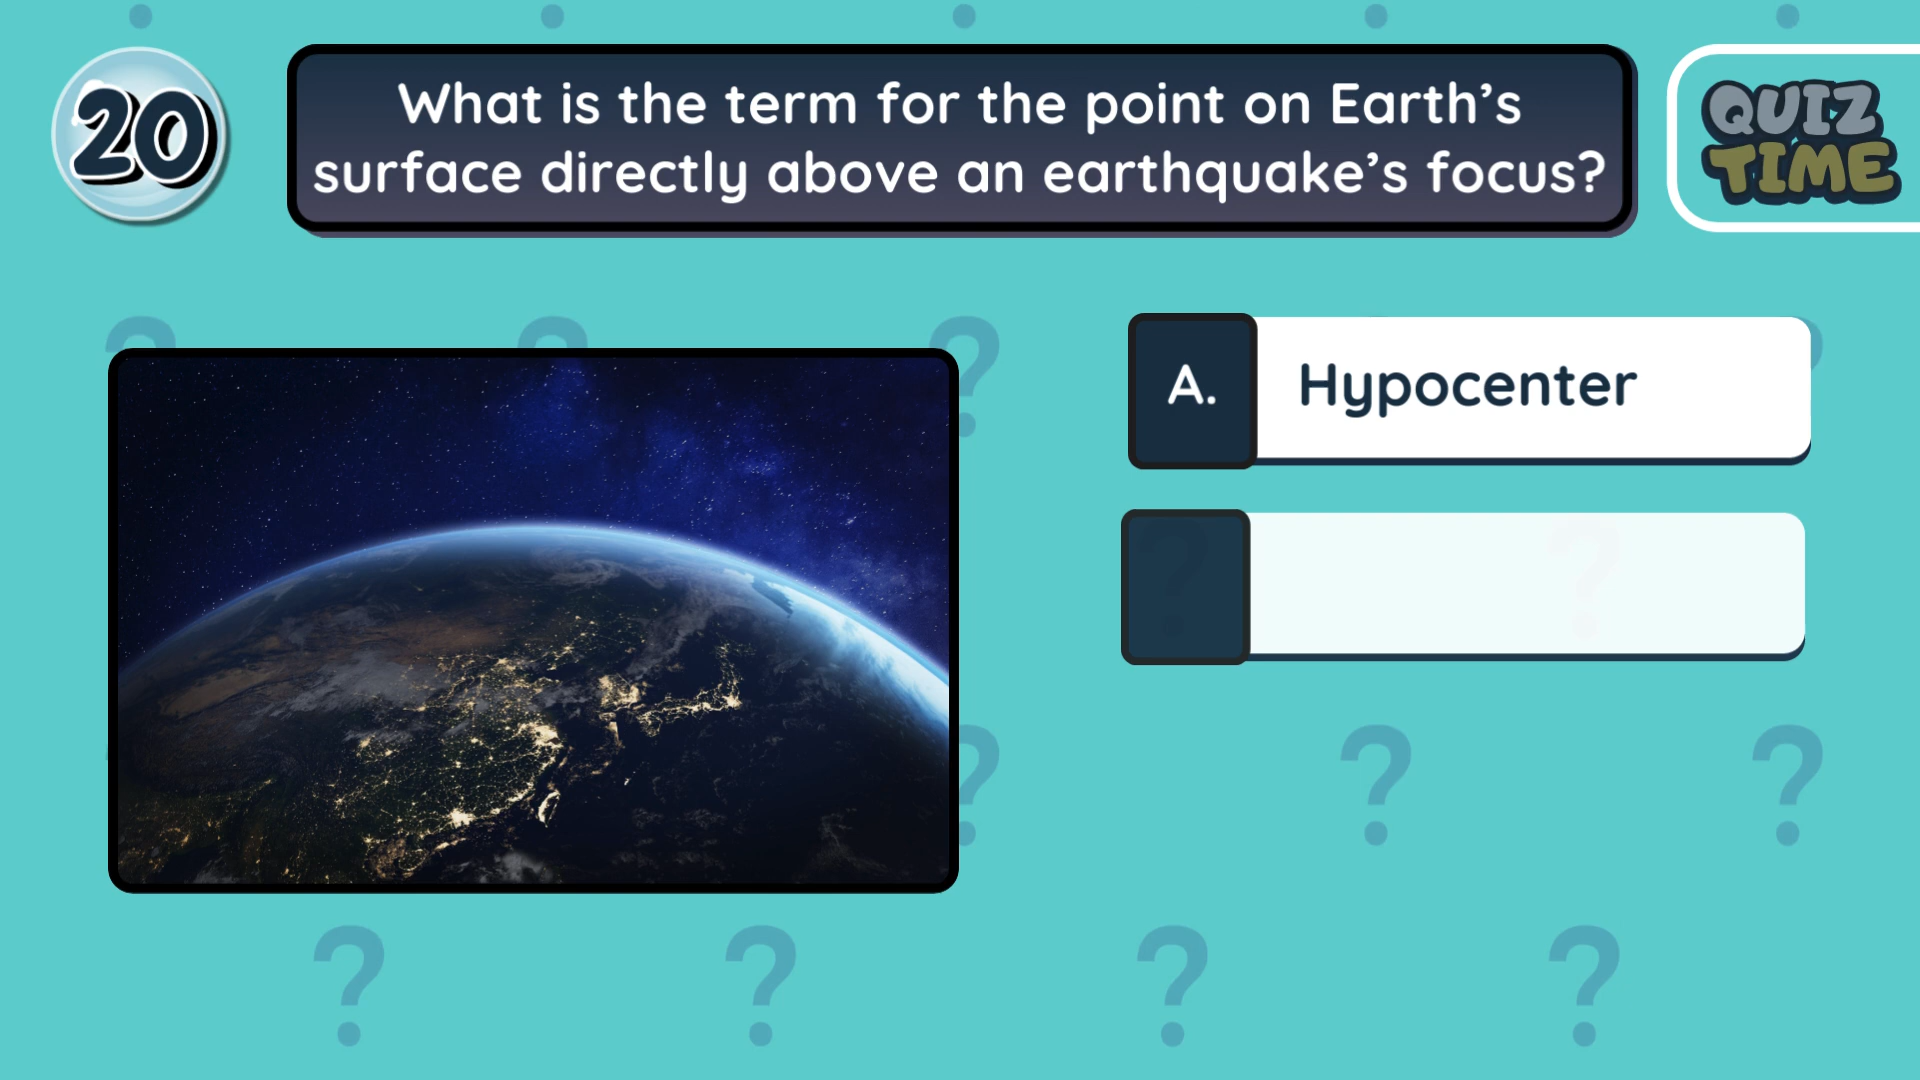 20
What is the term for the point on Earth’s
surface directly above an earthquake’s focus?
QUIZ
TIME
A.
Hypocenter